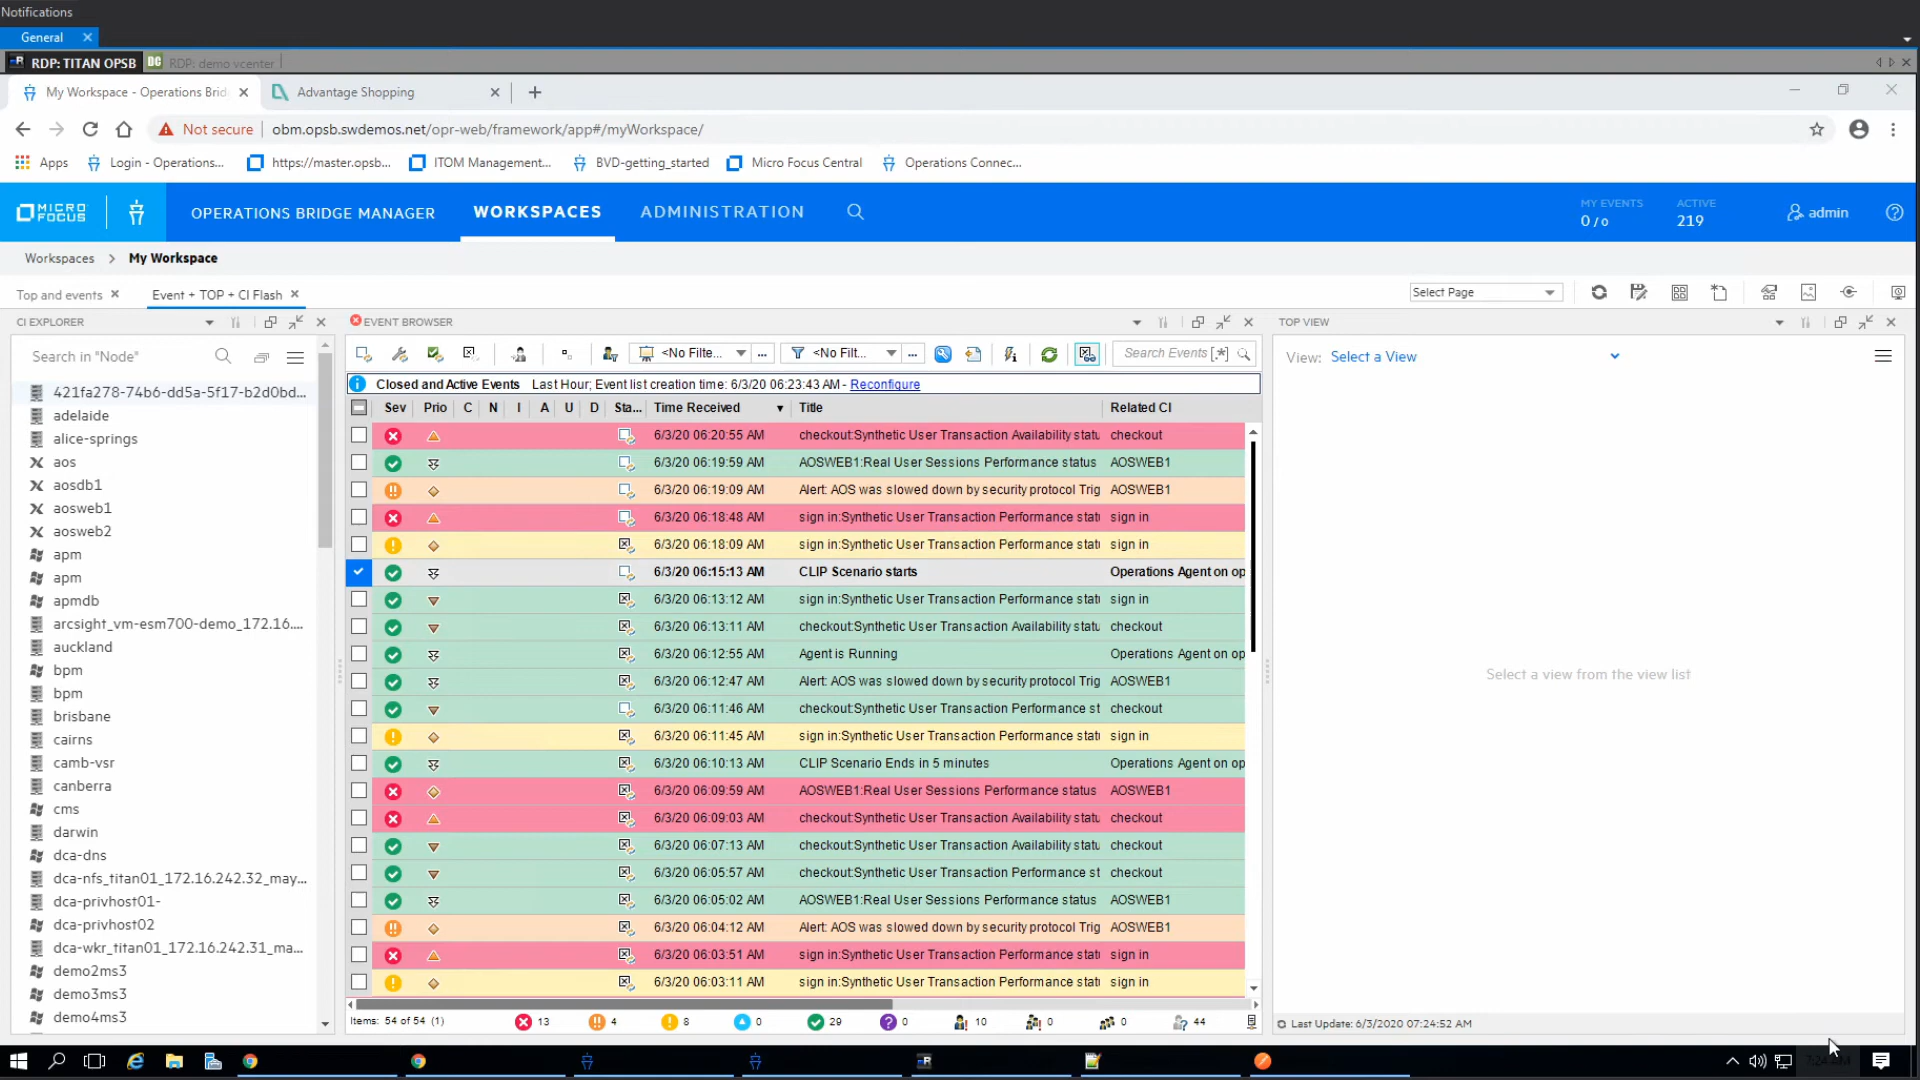 Notifications
General
RDP: TITAN OPSB
DC RDP: demo vcenter
My Workspace - Operations Brid
Advantage Shopping
Not secure obm.opsb.swdemos.net/opr-web/framework/app#/myWorkspace/
Apps Login - Operations... https://master.opsb... ITOM Management... BVD-getting_started Micro Focus Central Operations Connec...
MICRO FOCUS
OPERATIONS BRIDGE MANAGER WORKSPACES ADMINISTRATION
MY EVENTS
0 / 0
ACTIVE
219
admin
Workspaces > My Workspace
Top and events
Event + TOP + CI Flash
Select Page
CI EXPLORER
Search in "Node"
421fa278-74b6-dd5a-5f17-b2d0bd...
adelaide
alice-springs
aos
aosdb1
aosweb1
aosweb2
apm
apm
apmdb
arcsight_vm-esm700-demo_172.16....
auckland
bpm
bpm
brisbane
cairns
camb-vsr
canberra
cms
darwin
dca-dns
dca-nfs_titan01_172.16.242.32_may...
dca-privhost01-
dca-privhost02
dca-wkr_titan01_172.16.242.31_ma...
demo2ms3
demo3ms3
demo4ms3
EVENT BROWSER
<No Filte... ... <No Filt... ... Search Events [.*]
Closed and Active Events Last Hour; Event list creation time: 6/3/20 06:23:43 AM - Reconfigure
Sev Prio C N I A U D Sta... Time Received Title Related CI
6/3/20 06:20:55 AM checkout:Synthetic User Transaction Availability statu checkout
6/3/20 06:19:59 AM AOSWEB1:Real User Sessions Performance status AOSWEB1
6/3/20 06:19:09 AM Alert: AOS was slowed down by security protocol Trig AOSWEB1
6/3/20 06:18:48 AM sign in:Synthetic User Transaction Performance statu sign in
6/3/20 06:18:09 AM sign in:Synthetic User Transaction Performance statu sign in
6/3/20 06:15:13 AM CLIP Scenario starts Operations Agent on op
6/3/20 06:13:12 AM sign in:Synthetic User Transaction Performance statu sign in
6/3/20 06:13:11 AM checkout:Synthetic User Transaction Availability statu checkout
6/3/20 06:12:55 AM Agent is Running Operations Agent on op
6/3/20 06:12:47 AM Alert: AOS was slowed down by security protocol Trig AOSWEB1
6/3/20 06:11:46 AM checkout:Synthetic User Transaction Performance st checkout
6/3/20 06:11:45 AM sign in:Synthetic User Transaction Performance statu sign in
6/3/20 06:10:13 AM CLIP Scenario Ends in 5 minutes Operations Agent on op
6/3/20 06:09:59 AM AOSWEB1:Real User Sessions Performance status AOSWEB1
6/3/20 06:09:03 AM checkout:Synthetic User Transaction Availability statu checkout
6/3/20 06:07:13 AM checkout:Synthetic User Transaction Availability statu checkout
6/3/20 06:05:57 AM checkout:Synthetic User Transaction Performance st checkout
6/3/20 06:05:02 AM AOSWEB1:Real User Sessions Performance status AOSWEB1
6/3/20 06:04:12 AM Alert: AOS was slowed down by security protocol Trig AOSWEB1
6/3/20 06:03:51 AM sign in:Synthetic User Transaction Performance statu sign in
6/3/20 06:03:11 AM sign in:Synthetic User Transaction Performance statu sign in
Items: 54 of 54 (1) 13 4 8 0 29 0 10 0 0 44
TOP VIEW
View: Select a View
Select a view from the view list
Last Update: 6/3/2020 07:24:52 AM